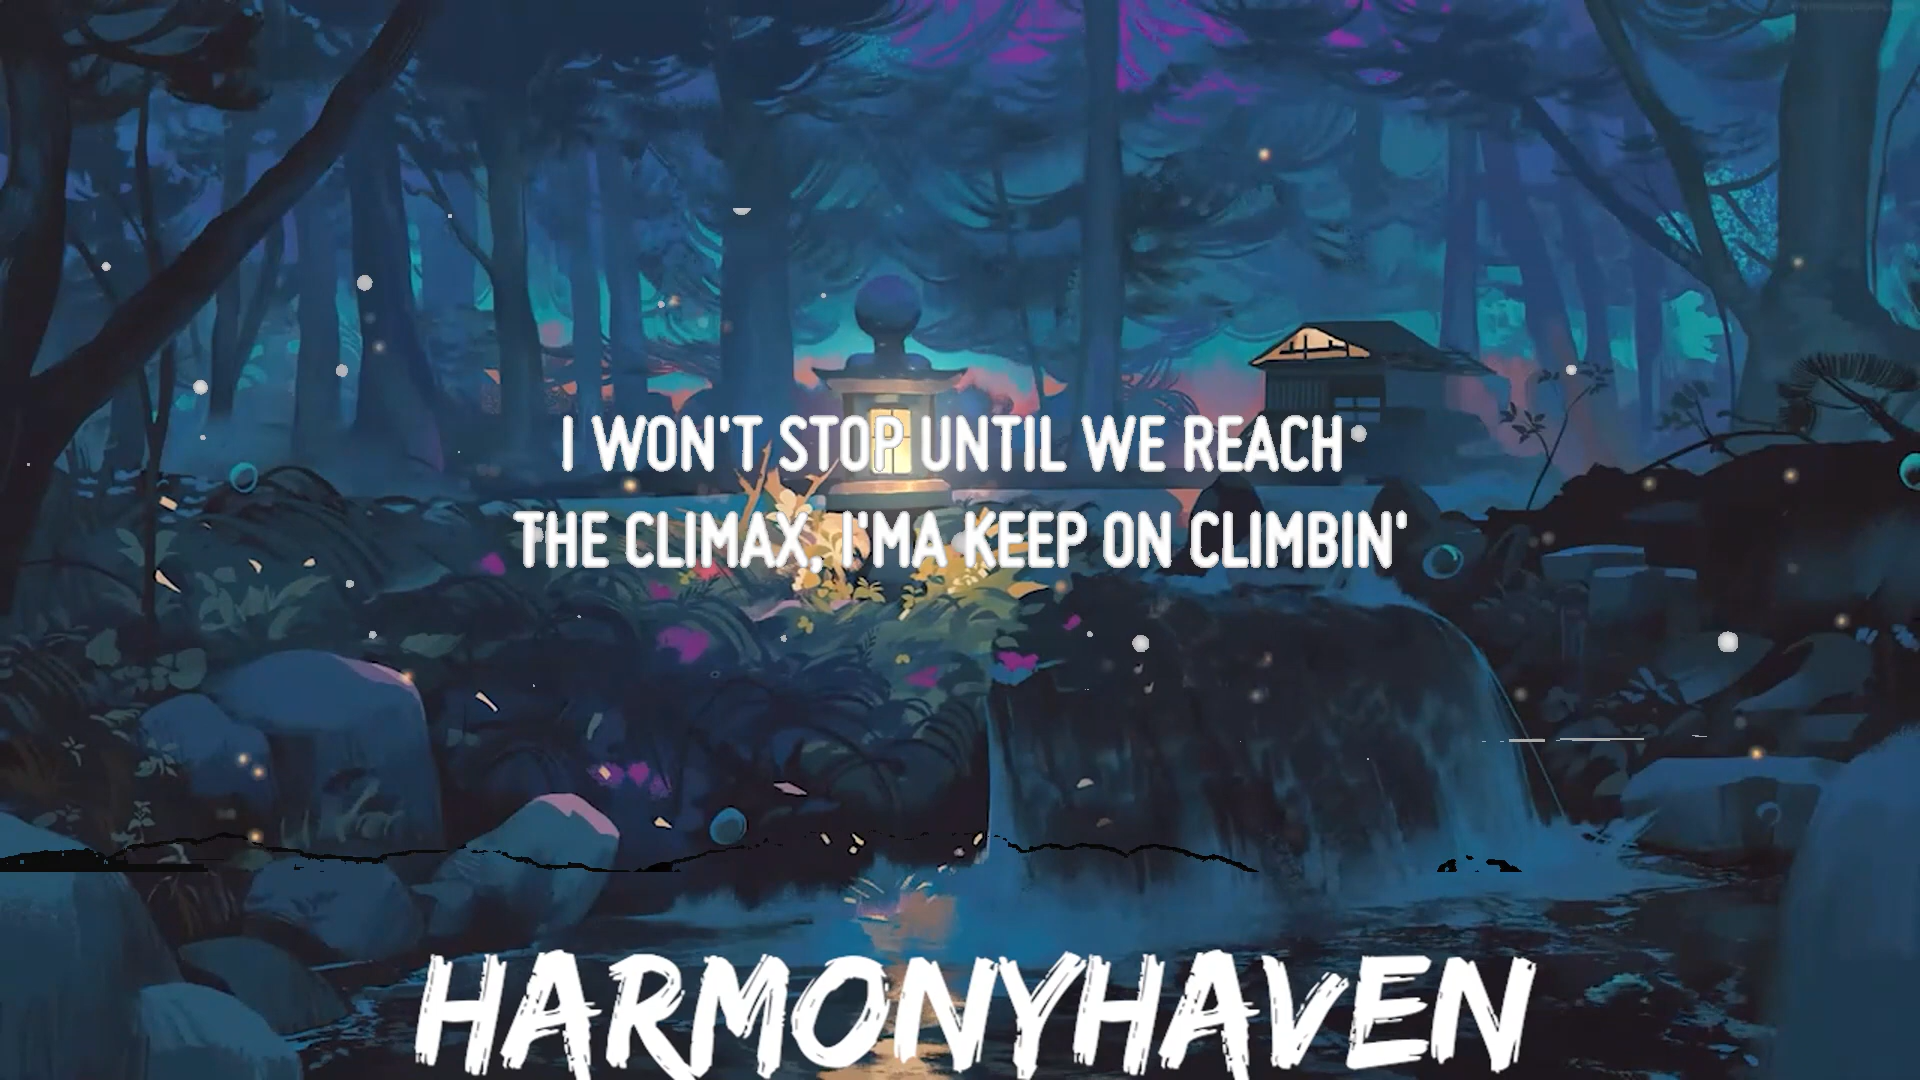 I WON'T STOP UNTIL WE REACH
THE CLIMAX, I'MA KEEP ON CLIMBIN'
HARMONYHAVEN